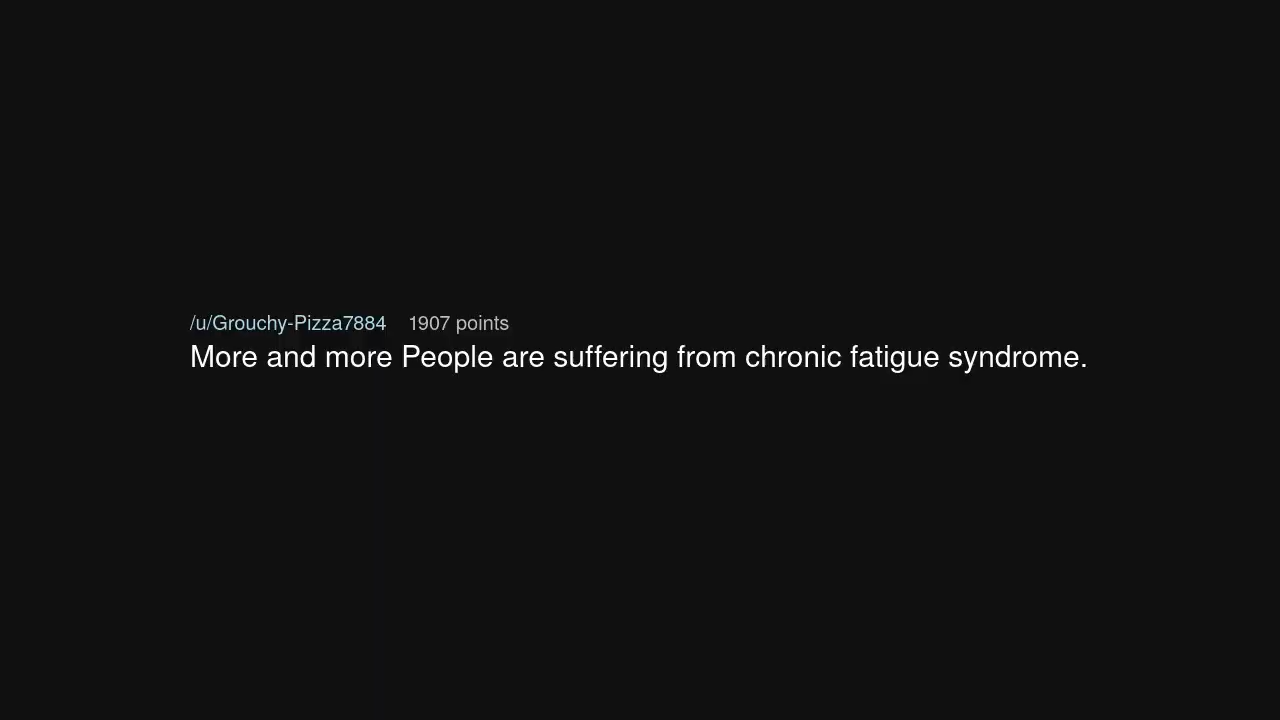 /u/Grouchy-Pizza7884 1907 points
More and more People are suffering from chronic fatigue syndrome.